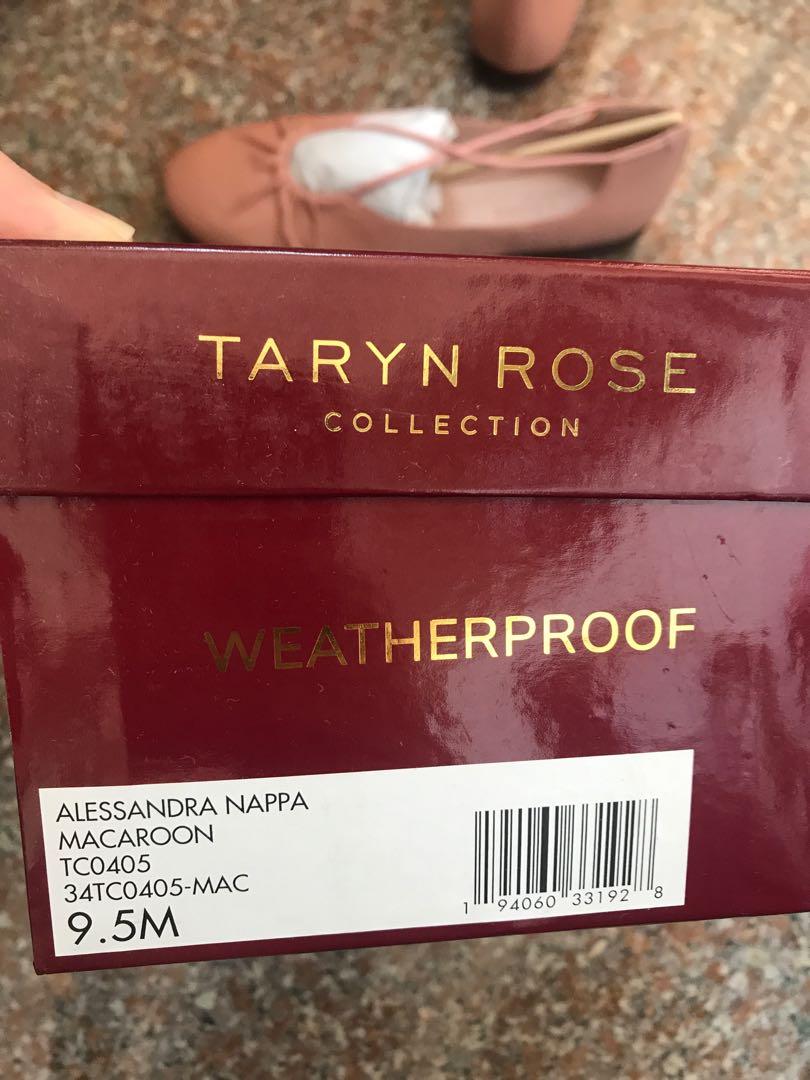 TARYN ROSE
COLLECTION
WEATHERPROOF
ALESSANDRA NAPPA
MACAROON
TC0405
34TC0405-MAC
9.5M
1 94060 33192 8